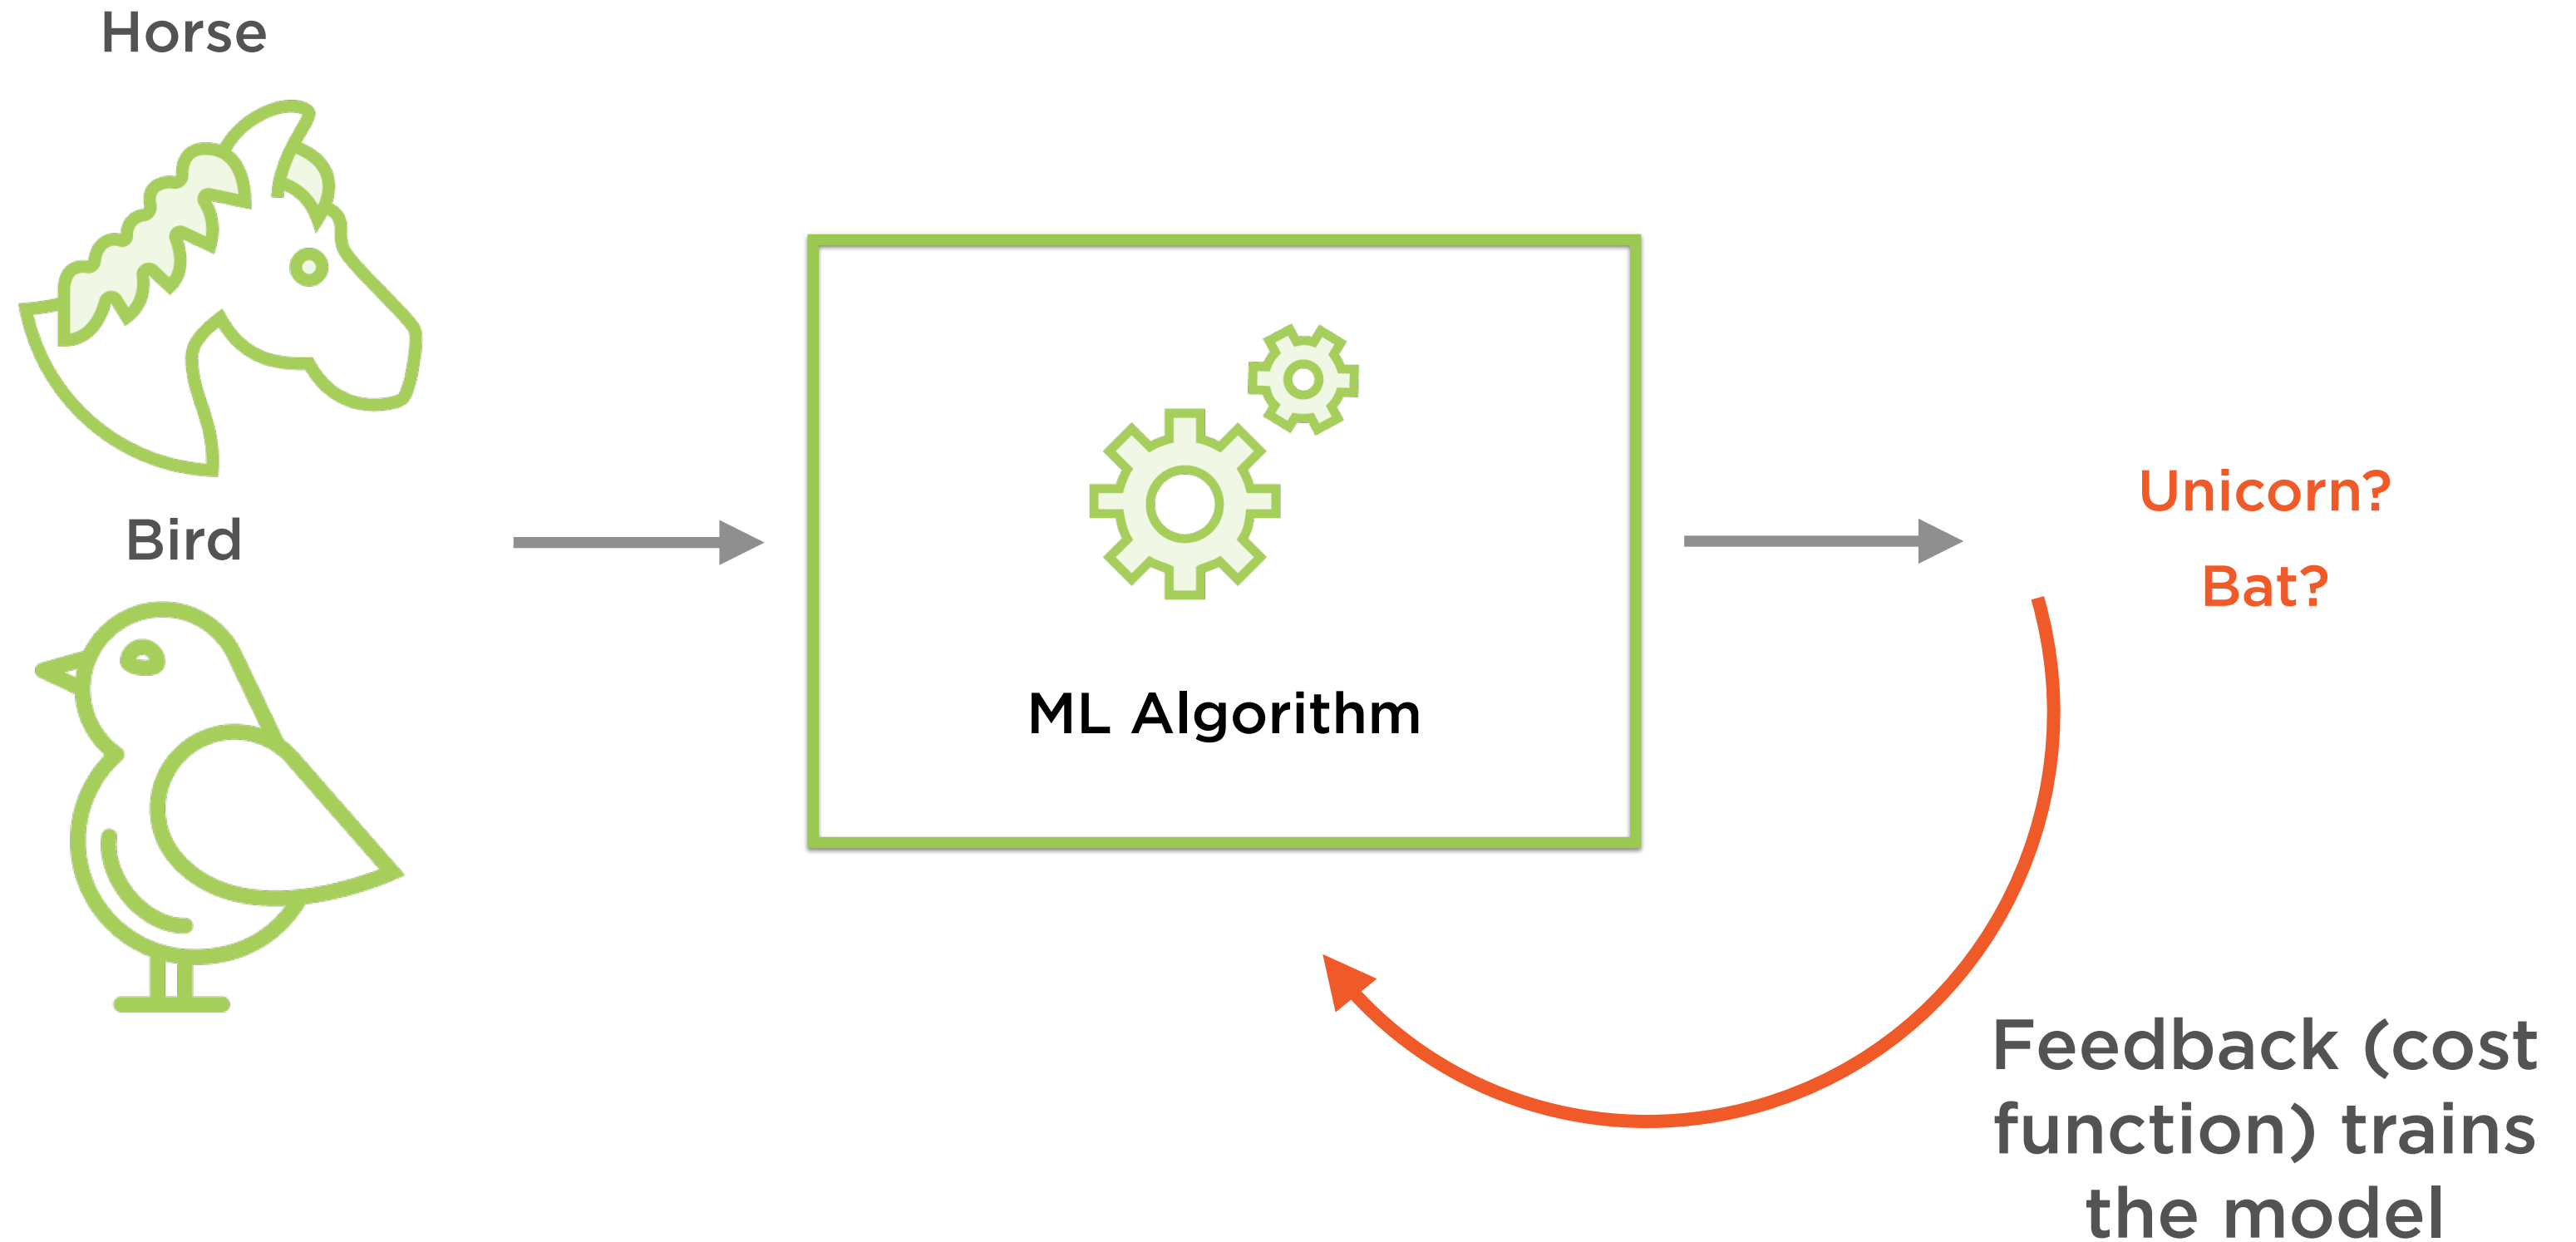 Horse
Bird
ML Algorithm
Unicorn?
Bat?
Feedback (cost
function) trains
the model